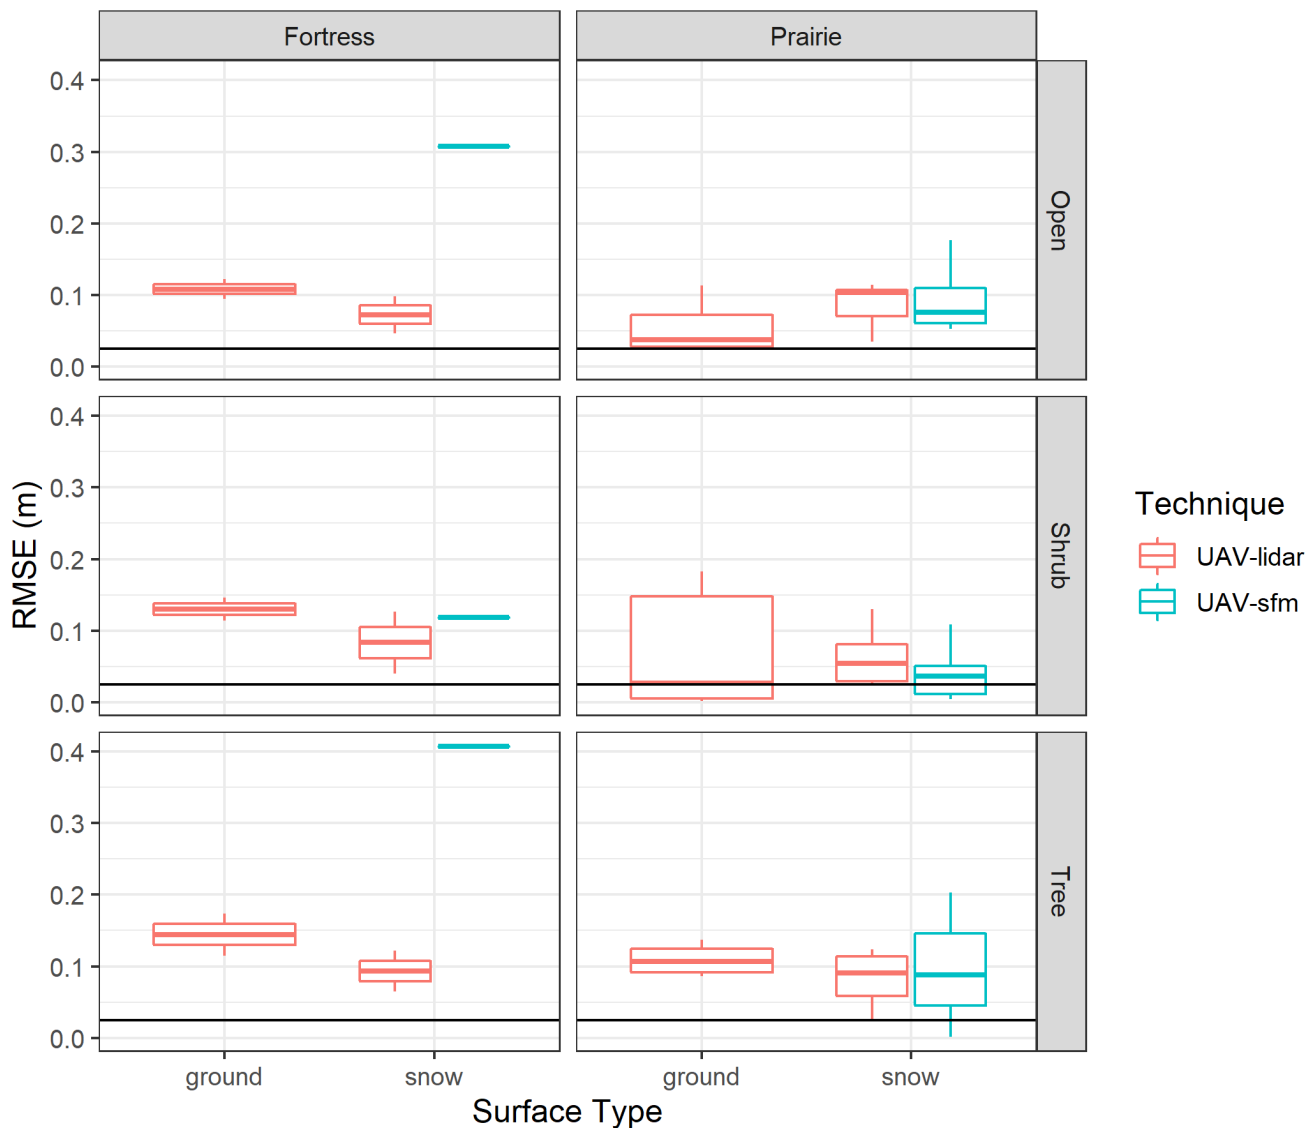 Fortress
Prairie
0.4
0.3
0.2
0.1
0.0
Open
0.4
0.3
0.2
0.1
0.0
Shrub
0.4
0.3
0.2
0.1
0.0
Tree
RMSE (m)
ground
snow
ground
snow
Surface Type
Technique
UAV-lidar
UAV-sfm